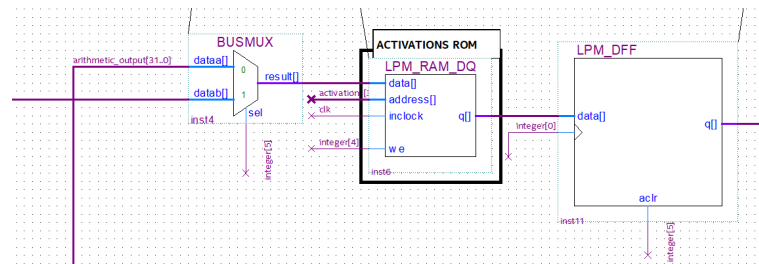 BUSMUX
arithmetic_output[31..0]
dataa[]
0
result[]
datab[]
1
sel
inst4
integer[5]
ACTIVATIONS ROM
LPM_RAM_DQ
data[]
address[]
clk
inclock
q[]
integer[4]
we
inst6
LPM_DFF
integer[0]
data[]
q[]
aclr
inst11
integer[5]